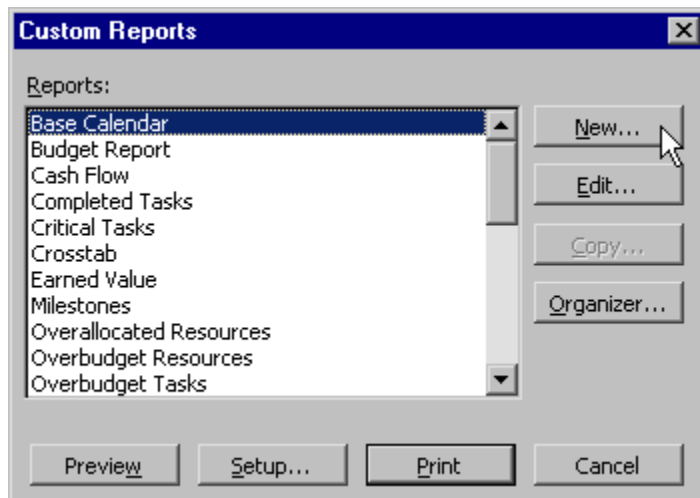 Custom Reports
Reports:
Base Calendar
Budget Report
Cash Flow
Completed Tasks
Critical Tasks
Crosstab
Earned Value
Milestones
Overallocated Resources
Overbudget Resources
Overbudget Tasks
New...
Edit...
Copy...
Organizer...
Preview
Setup...
Print
Cancel